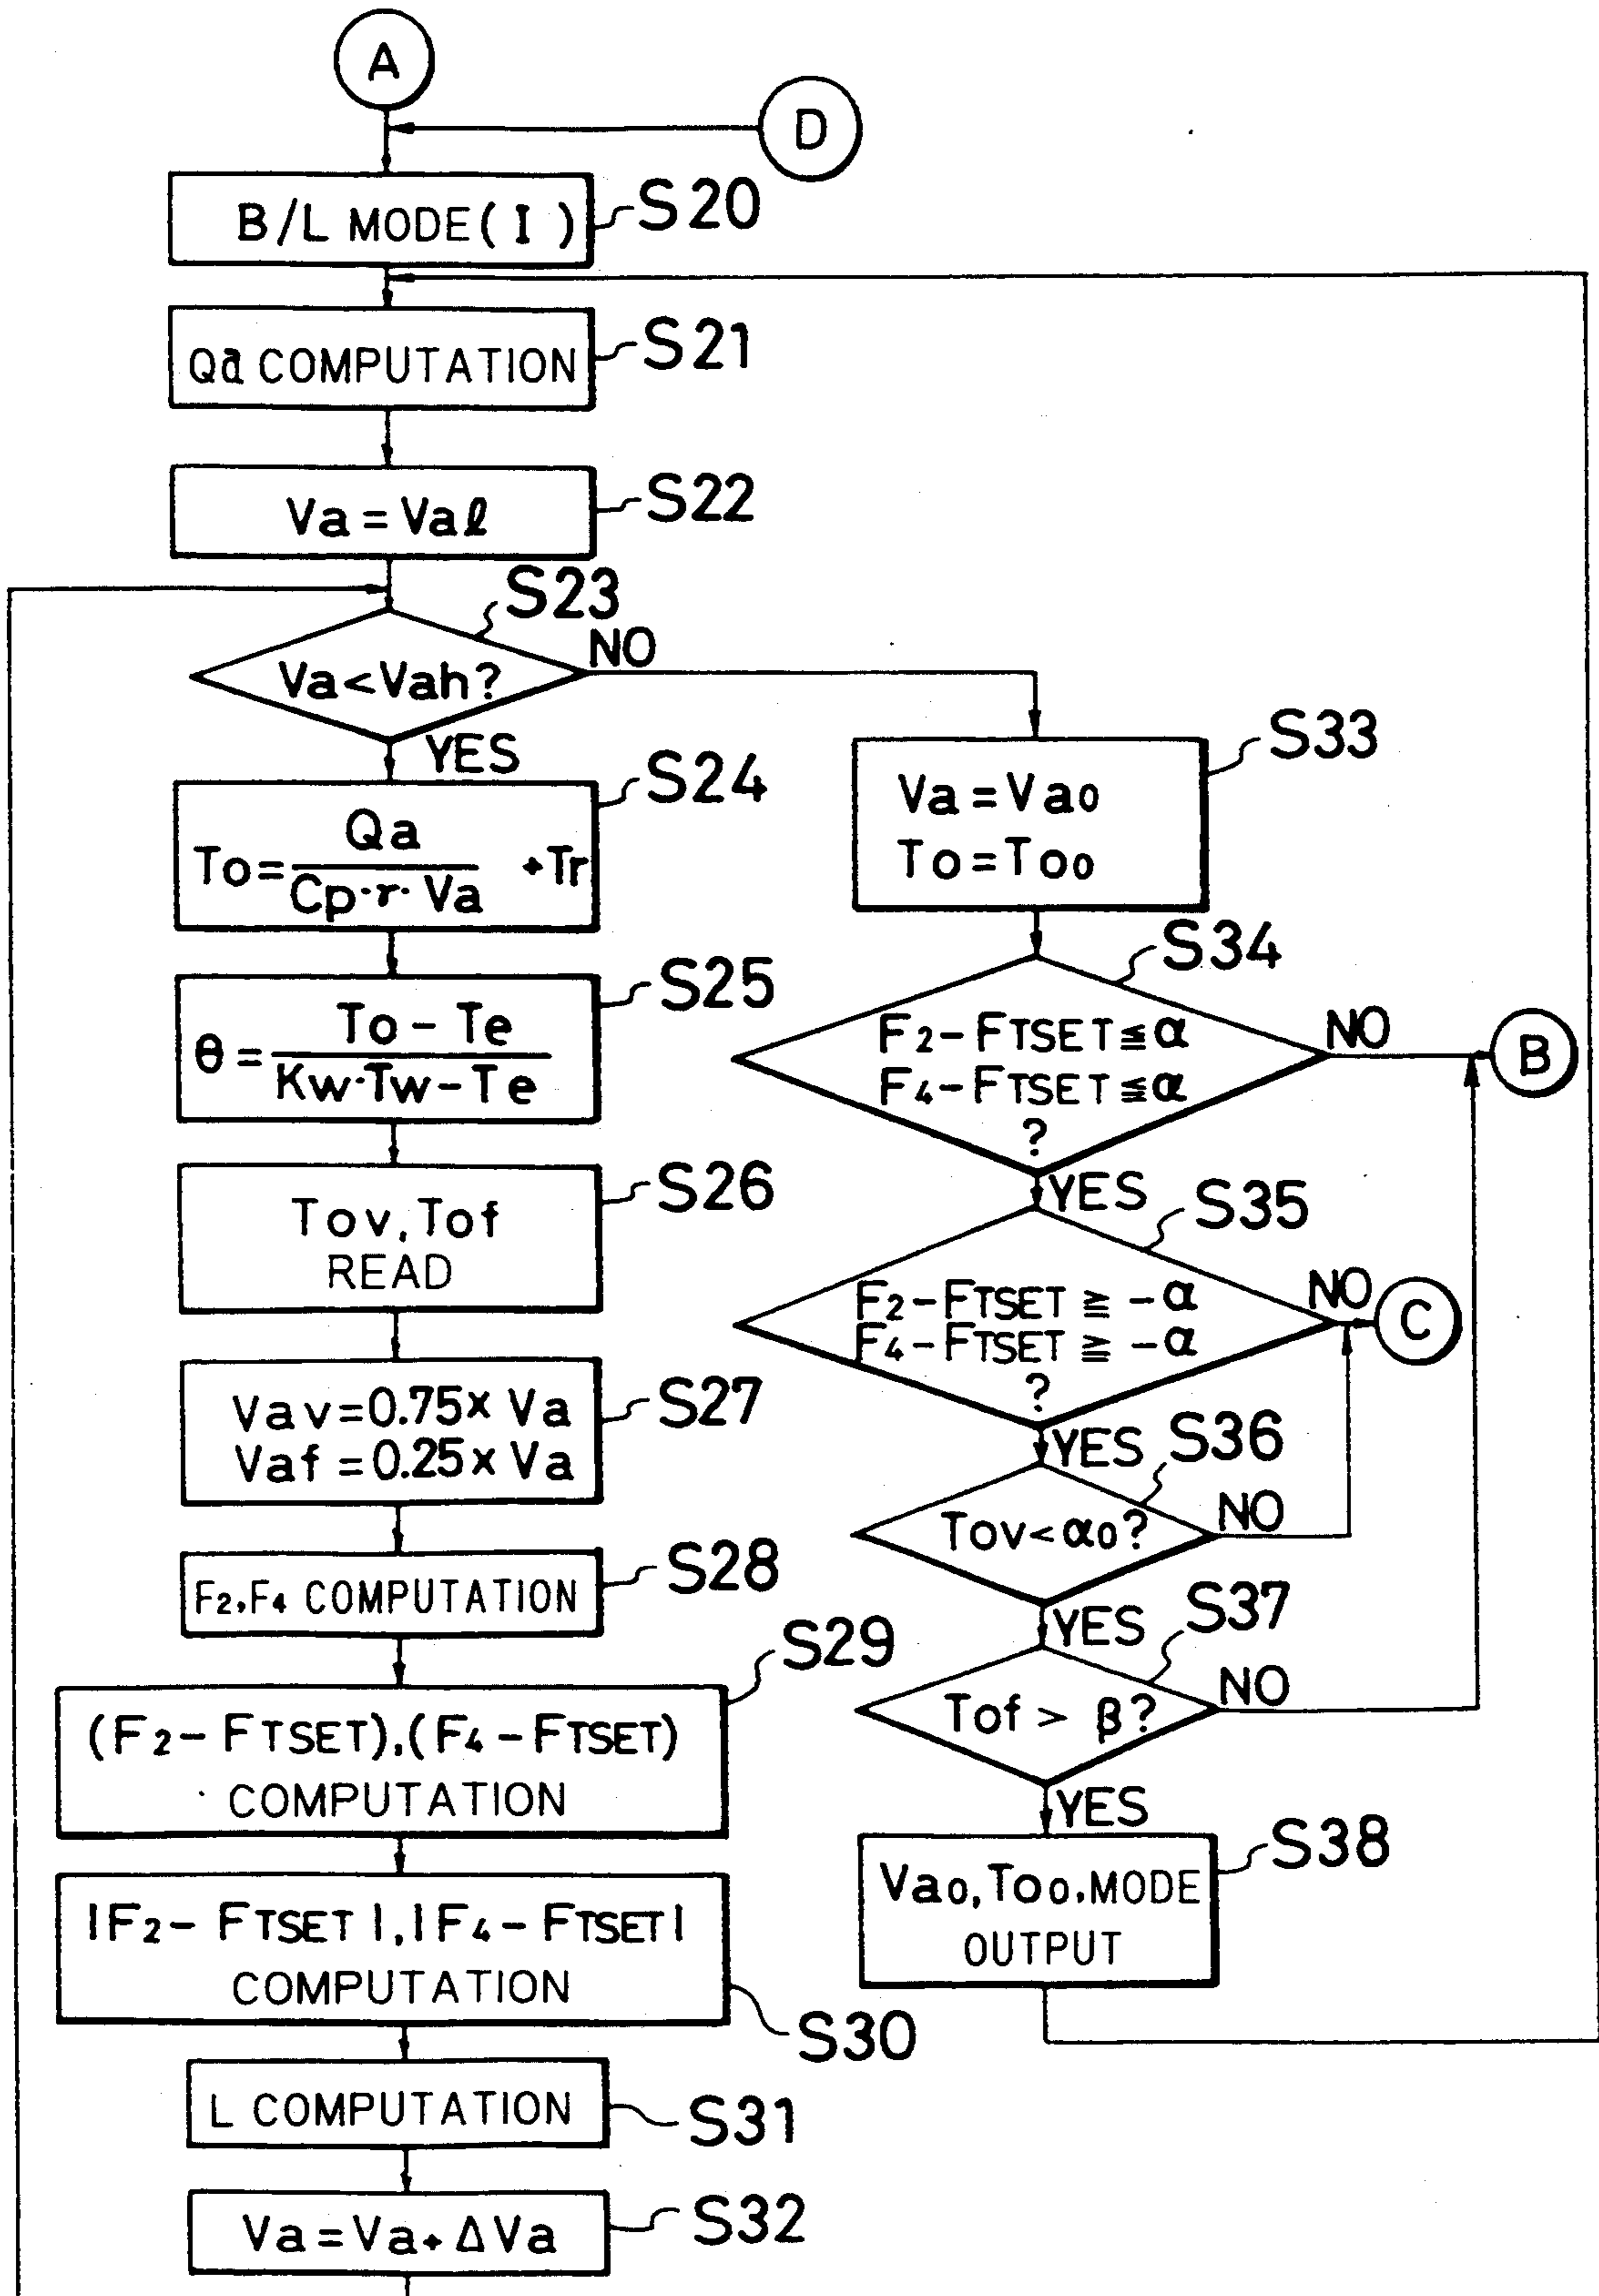 A
D
B/L MODE( I )
S20
Qa COMPUTATION
S21
Va = Valℓ
S22
S23
Va<Vah?
NO
YES
S24
To = Qa / Cp·r· Va + Tr
S25
θ = To - Te / Kw·Tw - Te
S26
Tov, Tof
READ
S27
Vav = 0.75 x Va
Vaf = 0.25 x Va
S28
F2,F4 COMPUTATION
S29
(F2 - FTSET),(F4 - FTSET)
COMPUTATION
|F2 - FTSET|,|F4 - FTSET|
COMPUTATION
S30
L COMPUTATION
S31
Va = Va + ΔVa
S32
S33
Va = Va0
To = To0
S34
F2 - FTSET ≦ α
F4 - FTSET ≦ α
?
NO
B
YES
S35
F2 - FTSET ≧ -α
F4 - FTSET ≧ -α
?
NO
C
YES
S36
Tov < α0?
NO
YES
S37
Tof > β?
NO
YES
S38
Va0, To0, MODE
OUTPUT